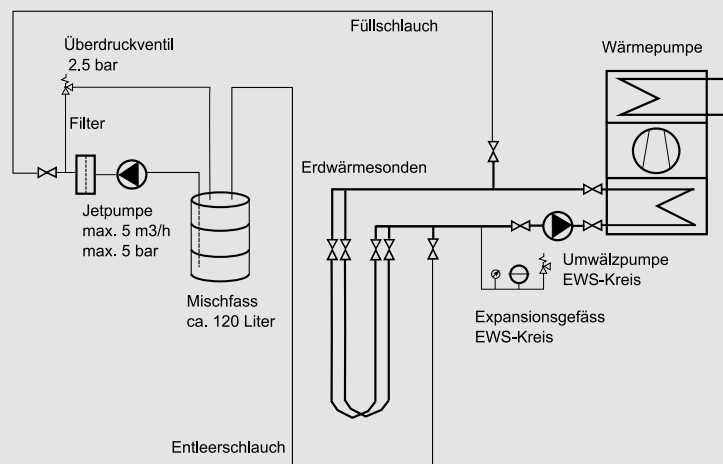 Füllschlauch
Überdruckventil
2.5 bar
Wärmepumpe
Filter
Erdwärmesonden
Jetpumpe
max. 5 m3/h
max. 5 bar
Umwälzpumpe
EWS-Kreis
Mischfass
ca. 120 Liter
Expansionsgefäss
EWS-Kreis
Entleerschlauch